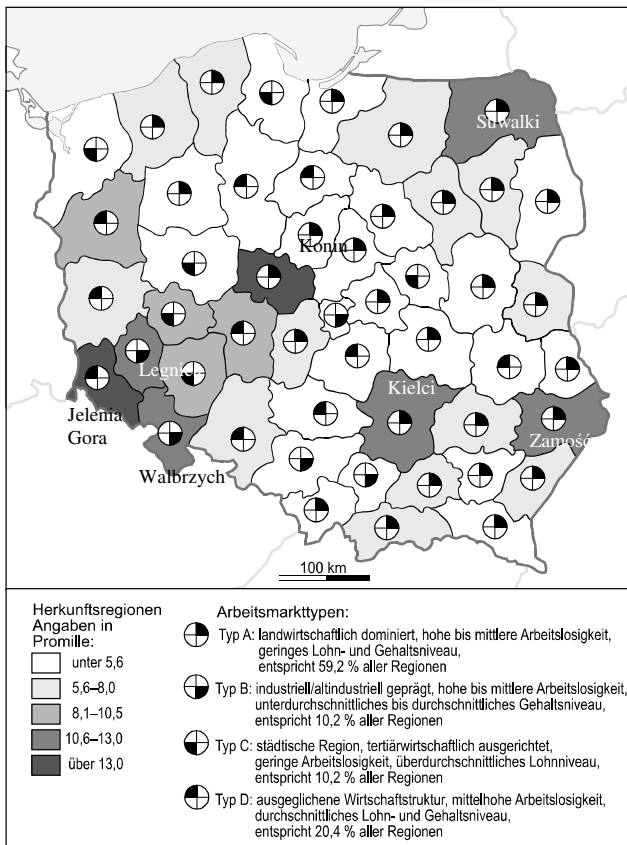 Suwalki
Konin
Legni
Kielci
Jelenia
Gora
Zamość
Walbrzych
100 km
Herkunftsregionen
Angaben in
Promille:
unter 5,6
5,6–8,0
8,1–10,5
10,6–13,0
über 13,0
Arbeitsmarkttypen:
Typ A: landwirtschaftlich dominiert, hohe bis mittlere Arbeitslosigkeit,
geringes Lohn- und Gehaltsniveau,
entspricht 59,2 % aller Regionen
Typ B: industriell/altindustriell geprägt, hohe bis mittlere Arbeitslosigkeit,
unterdurchschnittliches bis durchschnittliches Gehaltsniveau,
entspricht 10,2 % aller Regionen
Typ C: städtische Region, tertiärwirtschaftlich ausgerichtet,
geringe Arbeitslosigkeit, überdurchschnittliches Lohnniveau,
entspricht 10,2 % aller Regionen
Typ D: ausgeglichene Wirtschaftstruktur, mittelhohe Arbeitslosigkeit,
durchschnittliches Lohn- und Gehaltsniveau,
entspricht 20,4 % aller Regionen